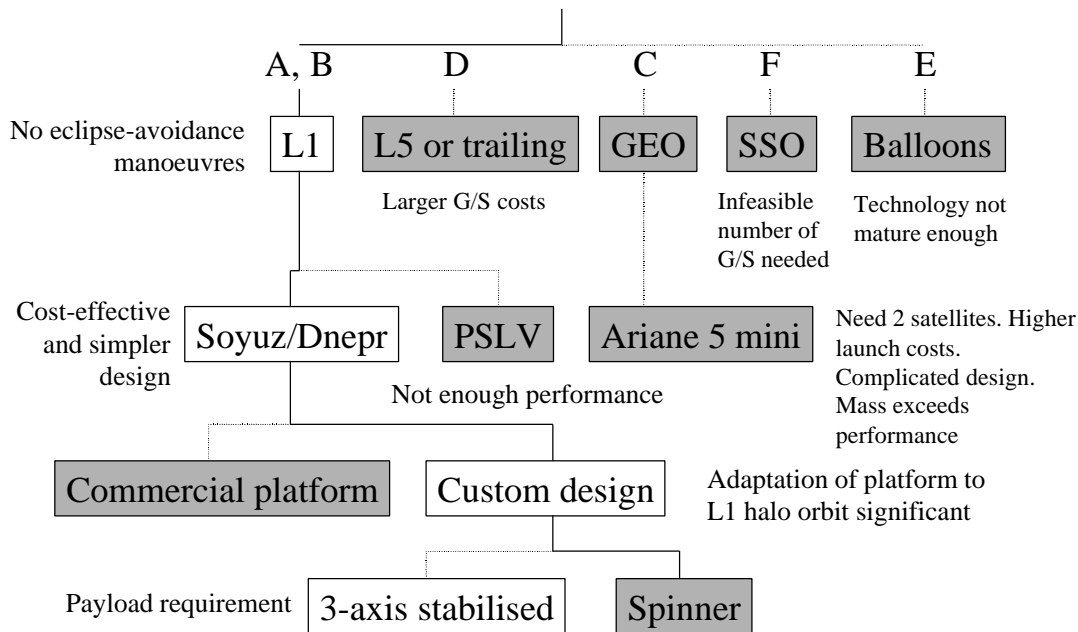 A, B
D
C
F
E
No eclipse-avoidance
manoeuvres
L1
L5 or trailing
GEO
SSO
Balloons
Larger G/S costs
Infeasible
number of
G/S needed
Technology not
mature enough
Cost-effective
and simpler
design
Soyuz/Dnepr
PSLV
Ariane 5 mini
Need 2 satellites. Higher
launch costs.
Complicated design.
Mass exceeds
performance
Not enough performance
Commercial platform
Custom design
Adaptation of platform to
L1 halo orbit significant
Payload requirement
3-axis stabilised
Spinner